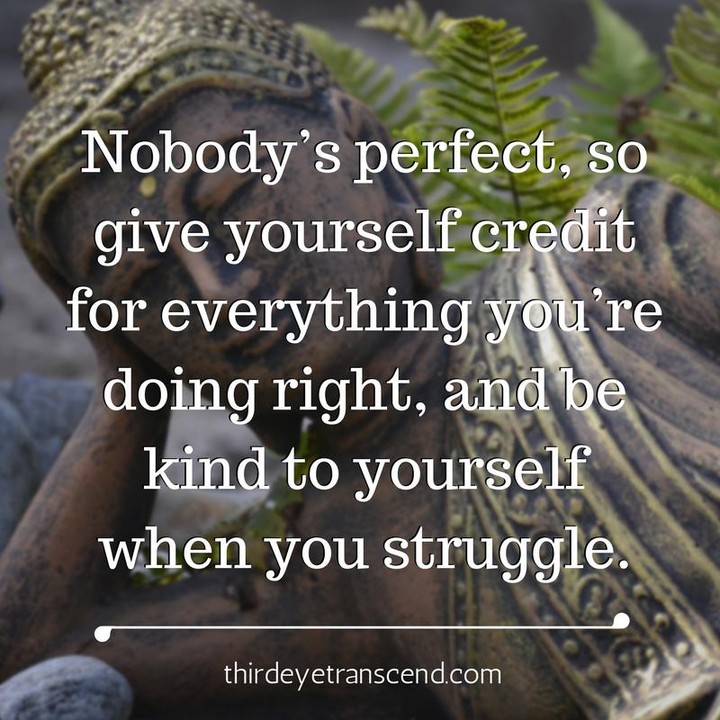 Nobody’s perfect, so
give yourself credit
for everything you’re
doing right, and be
kind to yourself
when you struggle.
thirdeyetranscend.com